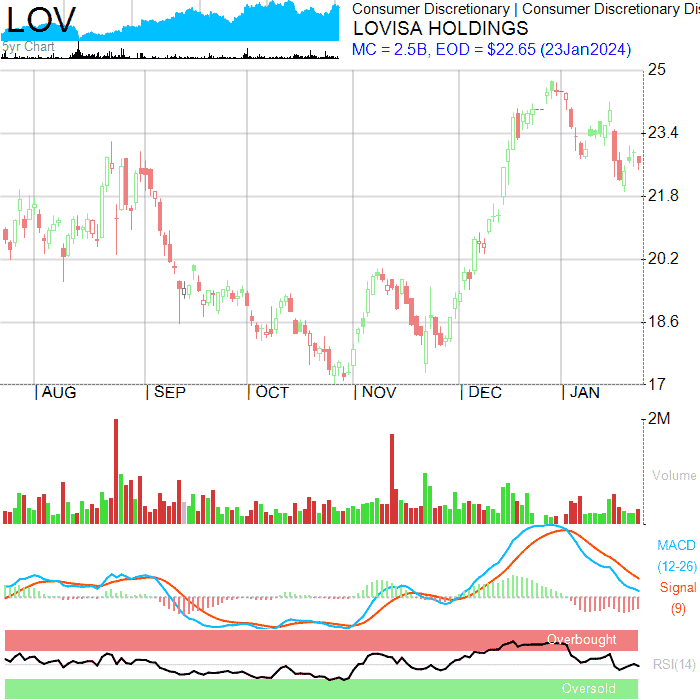 LOV
5yr Chart
Consumer Discretionary | Consumer Discretionary Dis
LOVISA HOLDINGS
MC = 2.5B, EOD = $22.65 (23Jan2024)
25
23.4
21.8
20.2
18.6
17
|AUG |SEP |OCT |NOV |DEC |JAN
2M
Volume
MACD
(12-26)
Signal
(9)
Overbought
RSI(14)
Oversold